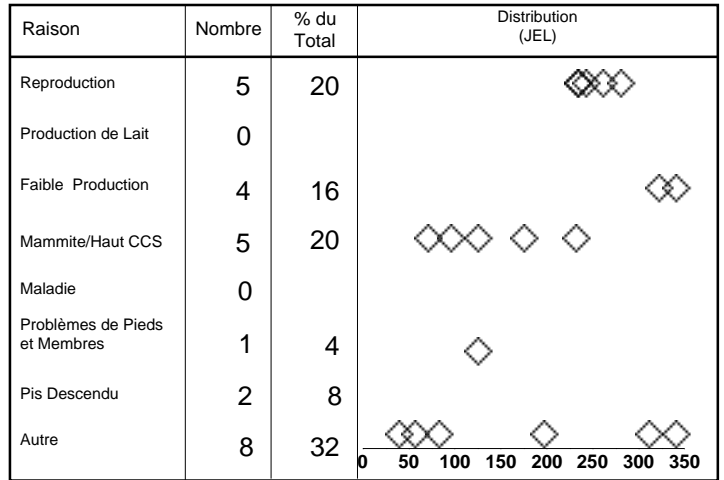 Raison Nombre % du Total Distribution (JEL)
Reproduction 5 20
Production de Lait 0
Faible Production 4 16
Mammite/Haut CCS 5 20
Maladie 0
Problèmes de Pieds et Membres 1 4
Pis Descendu 2 8
Autre 8 32
0 50 100 150 200 250 300 350